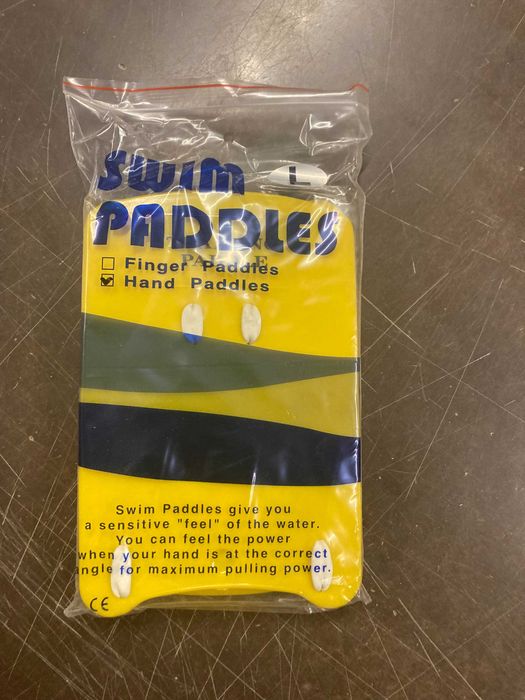 SWIM
L
PADDLES
Finger Paddles
Hand Paddles
Swim Paddles give you
a sensitive "feel" of the water.
You can feel the power
when your hand is at the correct
angle for maximum pulling power.
CE